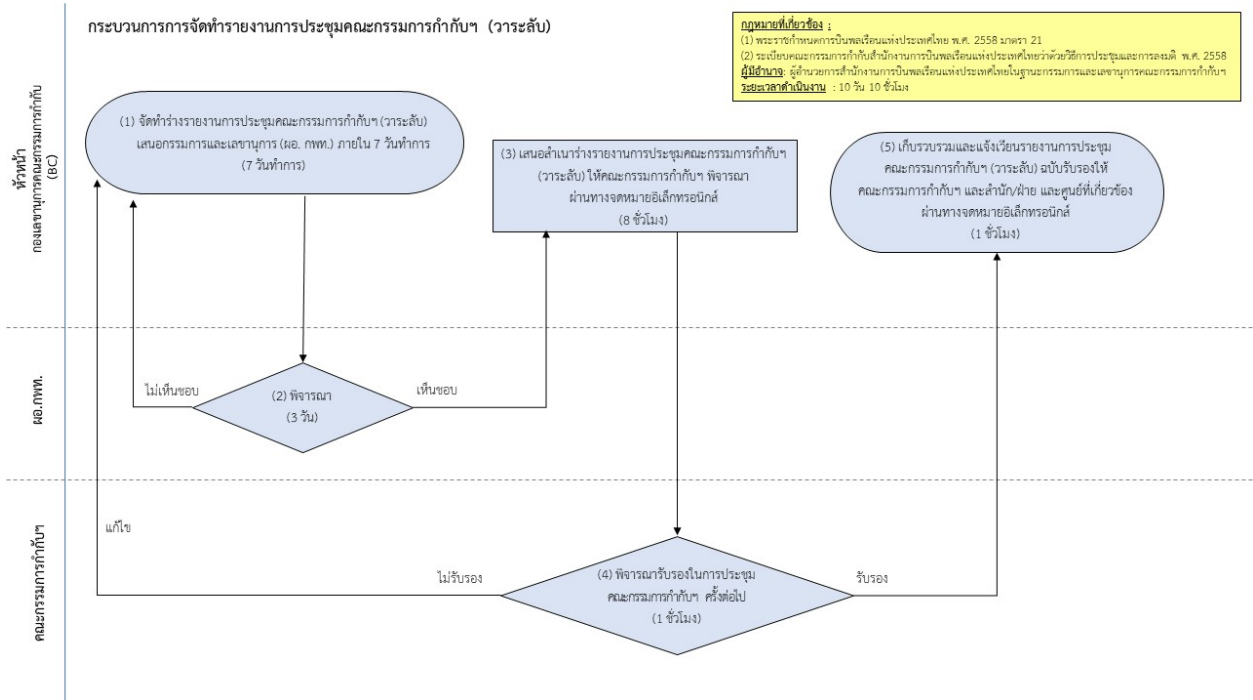 กระบวนการการจัดทำรายงานการประชุมคณะกรรมการกำกับฯ (วาระลับ)
กฎหมายที่เกี่ยวข้อง :
(1) พระราชกำหนดการบินพลเรือนแห่งประเทศไทย พ.ศ. 2558 มาตรา 21
(2) ระเบียบคณะกรรมการกำกับสำนักงานการบินพลเรือนแห่งประเทศไทยว่าด้วยวิธีการประชุมและการลงมติ พ.ศ. 2558
ผู้มีอำนาจ: ผู้อำนวยการสำนักงานการบินพลเรือนแห่งประเทศไทยในฐานะกรรมการและเลขานุการคณะกรรมการกำกับฯ
ระยะเวลาดำเนินงาน : 10 วัน 10 ชั่วโมง
หัวหน้า
กองเลขานุการคณะกรรมการกำกับ
(BC)
(1) จัดทำร่างรายงานการประชุมคณะกรรมการกำกับฯ (วาระลับ)
เสนอกรรมการและเลขานุการ (ผอ. กพท.) ภายใน 7 วันทำการ
(7 วันทำการ)
(3) เสนอสำเนาร่างรายงานการประชุมคณะกรรมการกำกับฯ
(วาระลับ) ให้คณะกรรมการกำกับฯ พิจารณา
ผ่านทางจดหมายอิเล็กทรอนิกส์
(8 ชั่วโมง)
(5) เก็บรวบรวมและแจ้งเวียนรายงานการประชุม
คณะกรรมการกำกับฯ (วาระลับ) ฉบับรับรองให้
คณะกรรมการกำกับฯ และสำนัก/ฝ่าย และศูนย์ที่เกี่ยวข้อง
ผ่านทางจดหมายอิเล็กทรอนิกส์
(1 ชั่วโมง)
ผอ.กพท.
ไม่เห็นชอบ
(2) พิจารณา
(3 วัน)
เห็นชอบ
คณะกรรมการกำกับฯ
แก้ไข
ไม่รับรอง
(4) พิจารณารับรองในการประชุม
คณะกรรมการกำกับฯ ครั้งต่อไป
(1 ชั่วโมง)
รับรอง